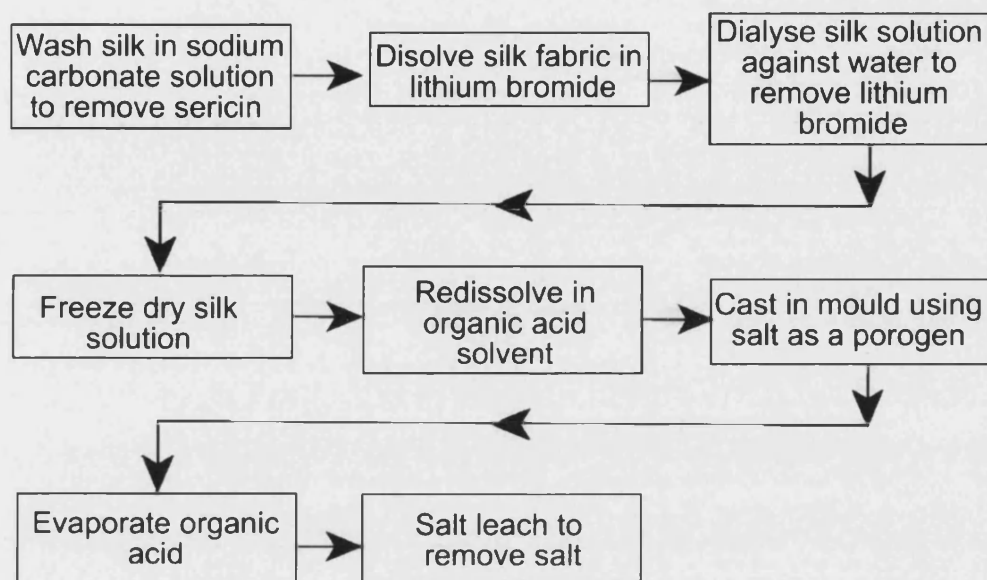 Wash silk in sodium
carbonate solution
to remove sericin
Disolve silk fabric in
lithium bromide
Dialyse silk solution
against water to
remove lithium
bromide
Freeze dry silk
solution
Redissolve in
organic acid
solvent
Cast in mould using
salt as a porogen
Evaporate organic
acid
Salt leach to
remove salt